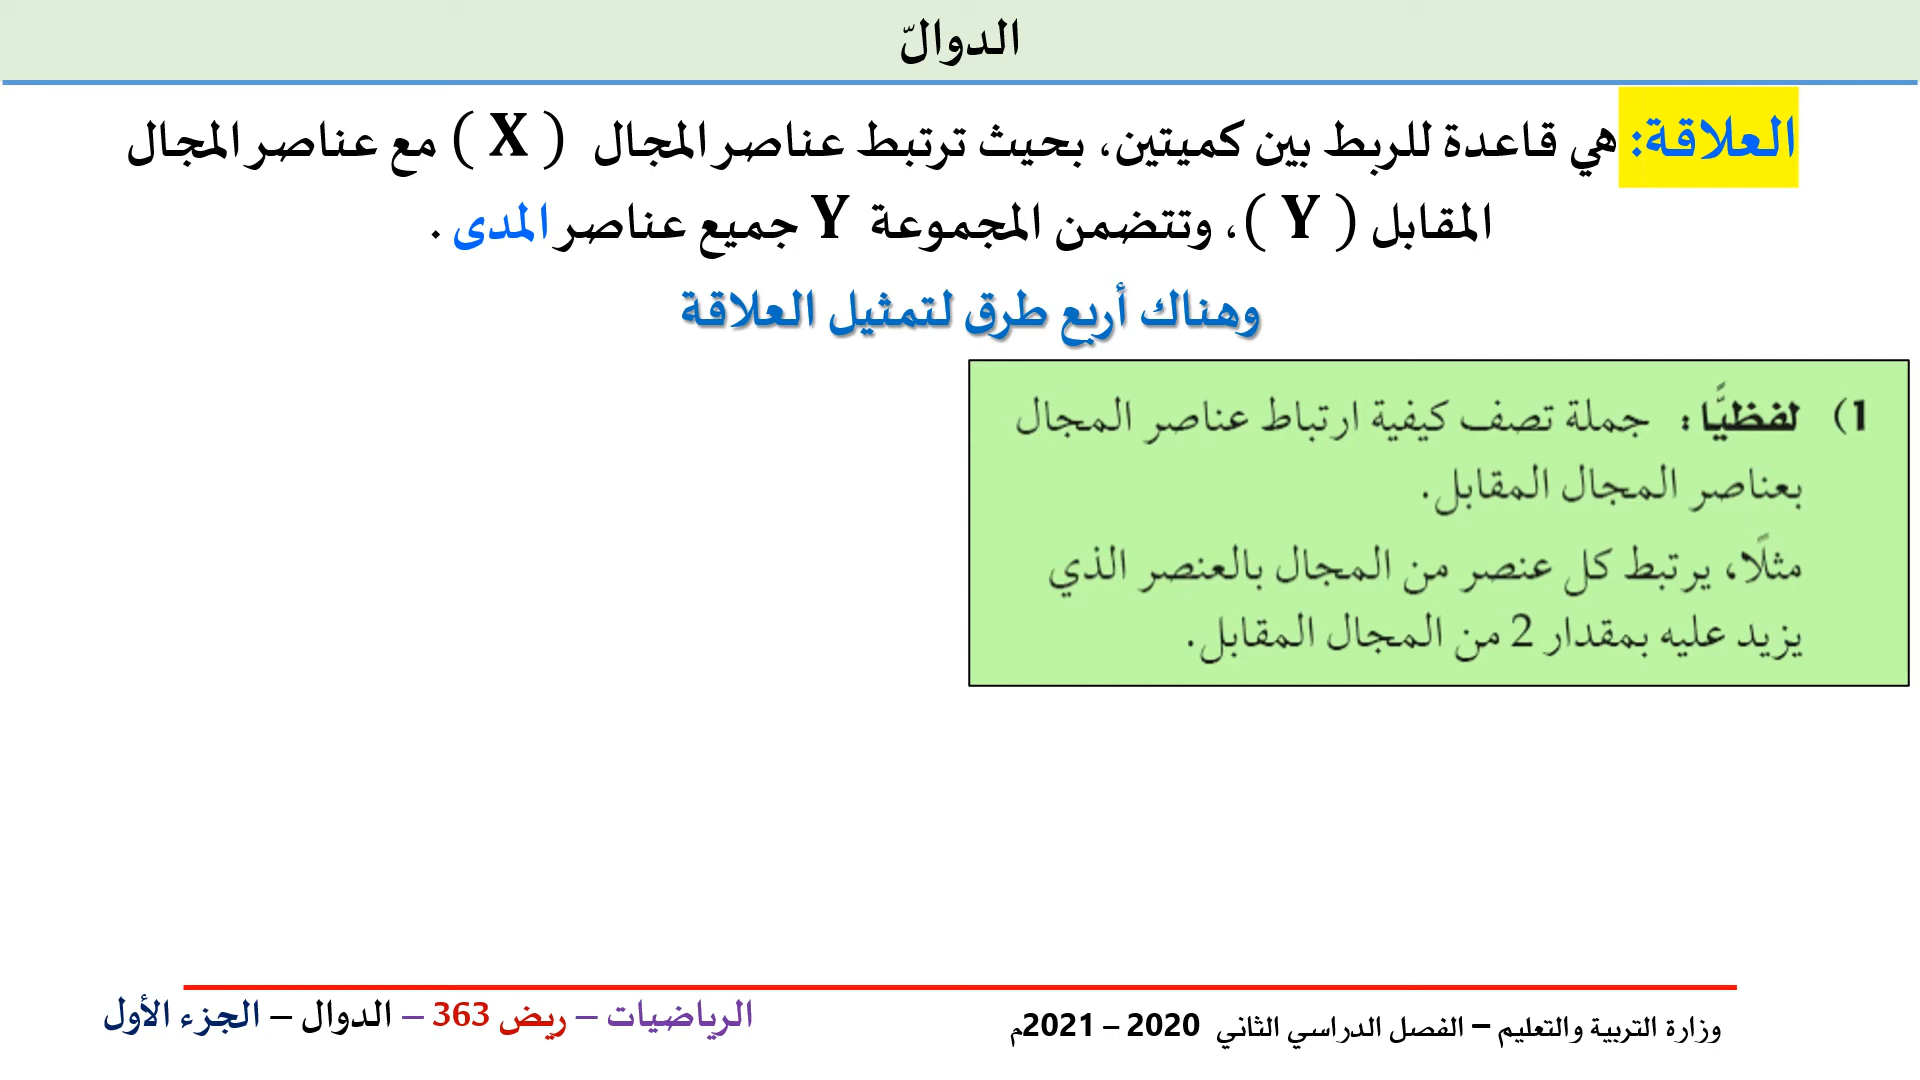 الدوالّ
العلاقة: هي قاعدة للربط بين كميتين، بحيث ترتبط عناصر المجال ( X ) مع عناصر المجال
المقابل ( Y )، وتتضمن المجموعة Y جميع عناصر المدى .
وهناك أربع طرق لتمثيل العلاقة
1) لفظيًّا : جملة تصف كيفية ارتباط عناصر المجال
بعناصر المجال المقابل.
مثلًا، يرتبط كل عنصر من المجال بالعنصر الذي
يزيد عليه بمقدار 2 من المجال المقابل.
وزارة التربية والتعليم – الفصل الدراسي الثاني 2020 – 2021م
الرياضيات – ريض 363 – الدوال – الجزء الأول